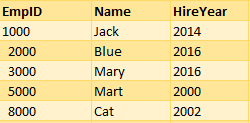 EmpID Name HireYear
1000 Jack 2014
2000 Blue 2016
3000 Mary 2016
5000 Mart 2000
8000 Cat 2002